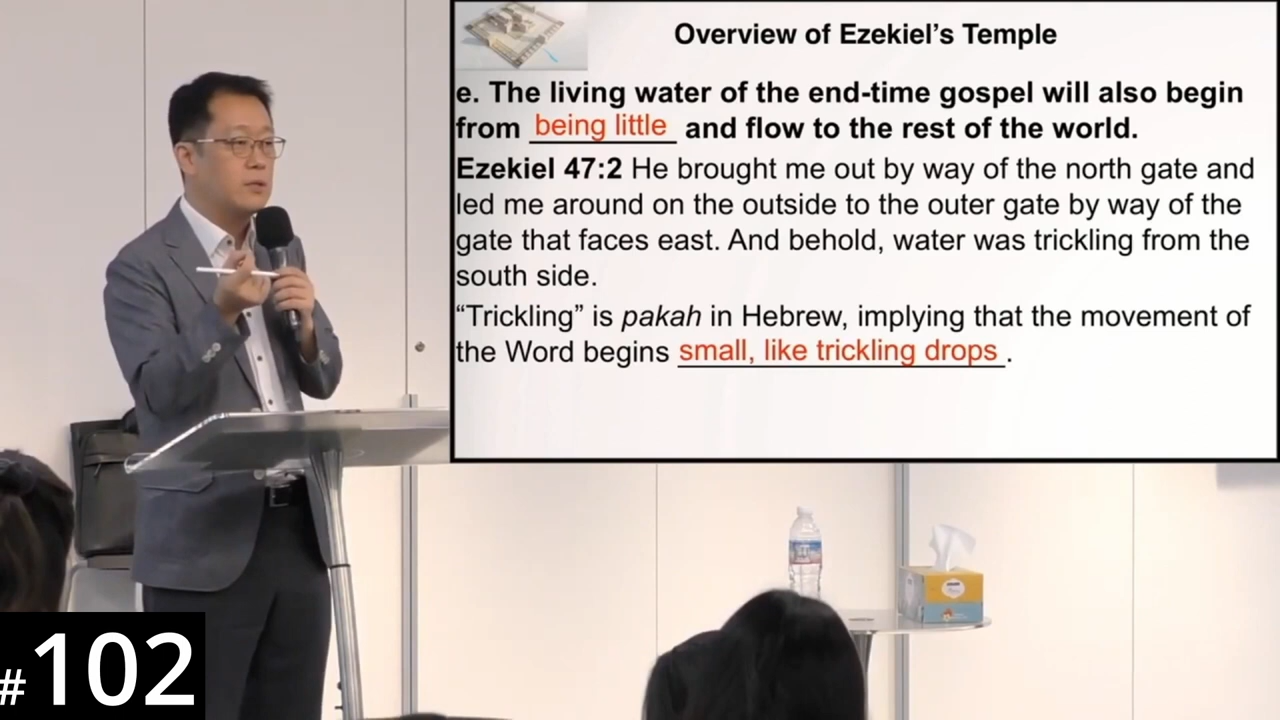 Overview of Ezekiel’s Temple
e. The living water of the end-time gospel will also begin
from being little and flow to the rest of the world.
Ezekiel 47:2 He brought me out by way of the north gate and
led me around on the outside to the outer gate by way of the
gate that faces east. And behold, water was trickling from the
south side.
“Trickling” is pakah in Hebrew, implying that the movement of
the Word begins small, like trickling drops.
#102